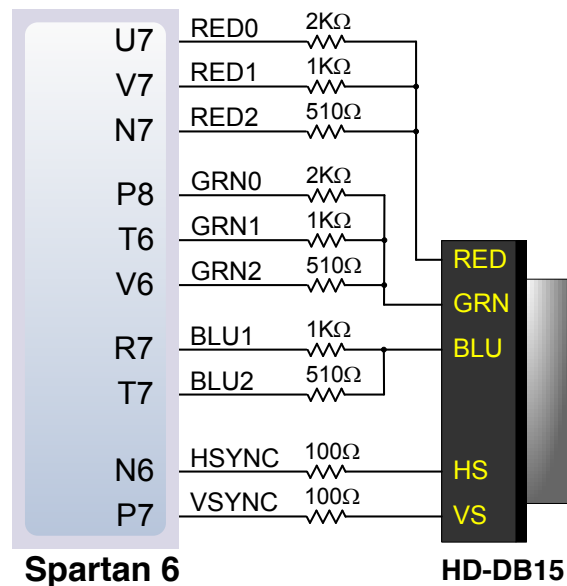 U7 RED0 2KΩ
V7 RED1 1KΩ
N7 RED2 510Ω
P8 GRN0 2KΩ
T6 GRN1 1KΩ
V6 GRN2 510Ω
RED
GRN
R7 BLU1 1KΩ BLU
T7 BLU2 510Ω
N6 HSYNC 100Ω HS
P7 VSYNC 100Ω VS
Spartan 6 HD-DB15